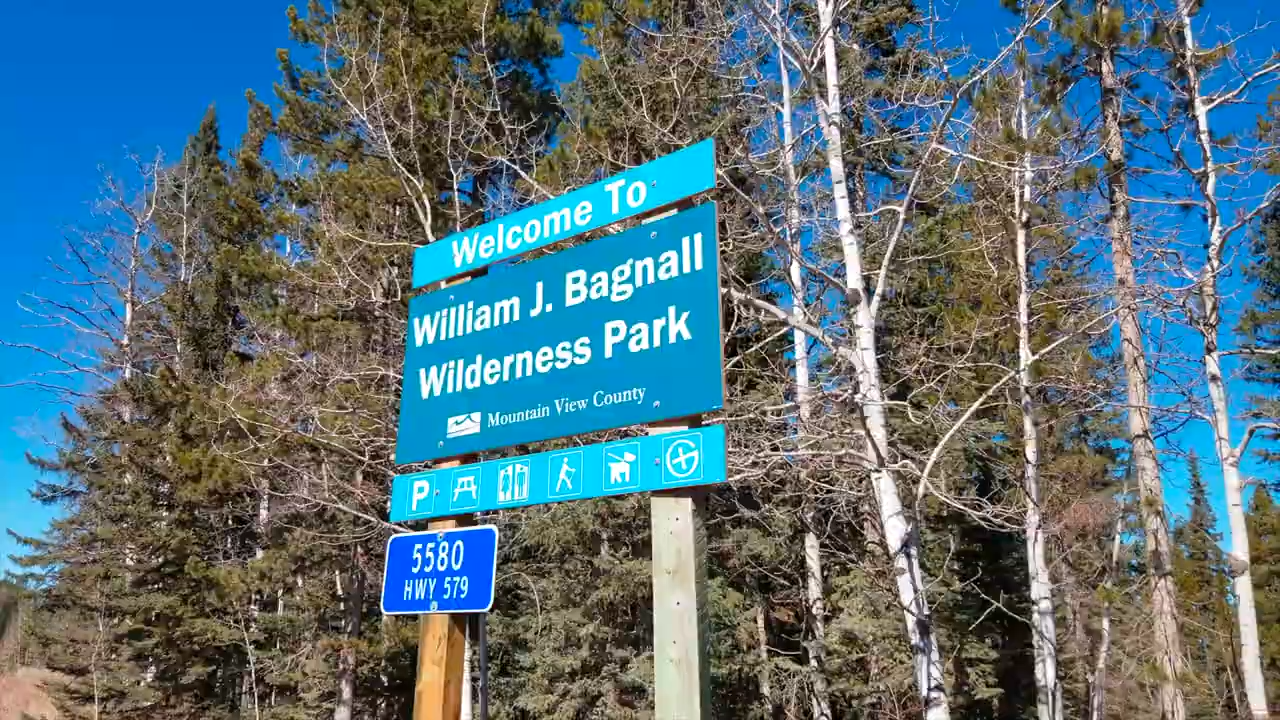 Welcome To
William J. Bagnall
Wilderness Park
Mountain View County
P
5580
HWY 579